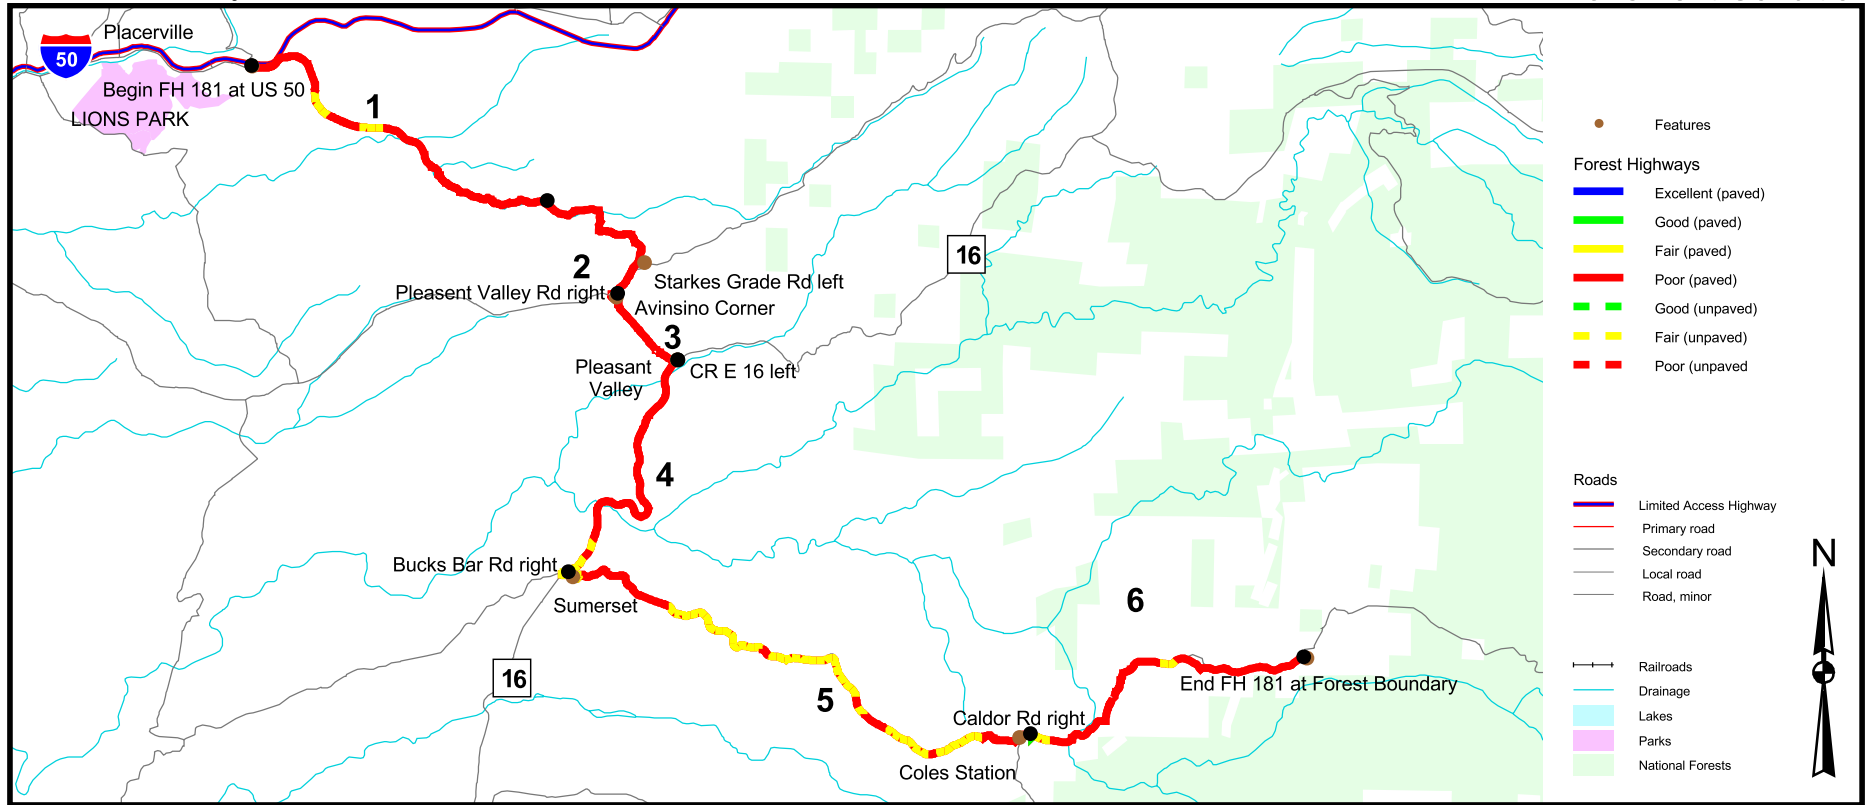 Placerville
50
Begin FH 181 at US 50
LIONS PARK
1
2
Starkes Grade Rd left
Pleasent Valley Rd right
Avinsino Corner
3
Pleasant
Valley
CR E 16 left
16
4
Bucks Bar Rd right
Sumerset
16
5
6
End FH 181 at Forest Boundary
Caldor Rd right
Coles Station
Features
Forest Highways
Excellent (paved)
Good (paved)
Fair (paved)
Poor (paved)
Good (unpaved)
Fair (unpaved)
Poor (unpaved
Roads
Limited Access Highway
Primary road
Secondary road
Local road
Road, minor
Railroads
Drainage
Lakes
Parks
National Forests
N